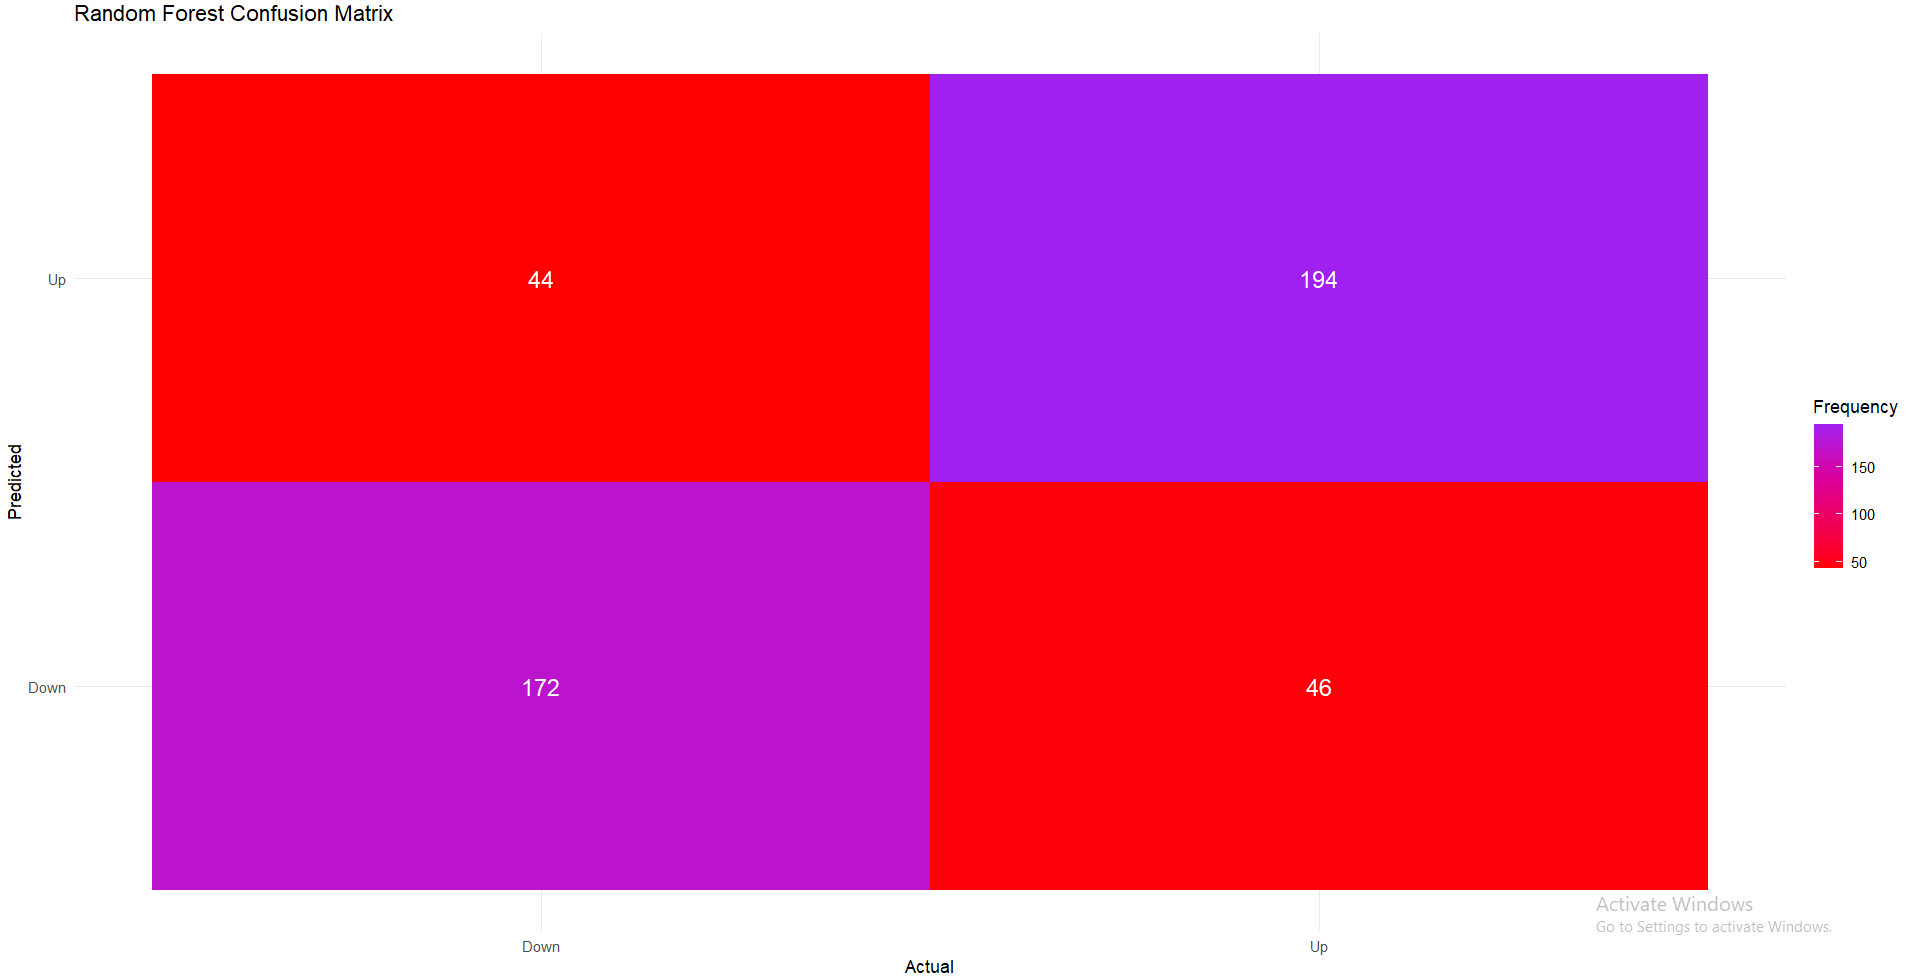 Random Forest Confusion Matrix
Predicted
Up
Down
44
194
172
46
Down
Up
Actual
Frequency
150
100
50
Activate Windows
Go to Settings to activate Windows.